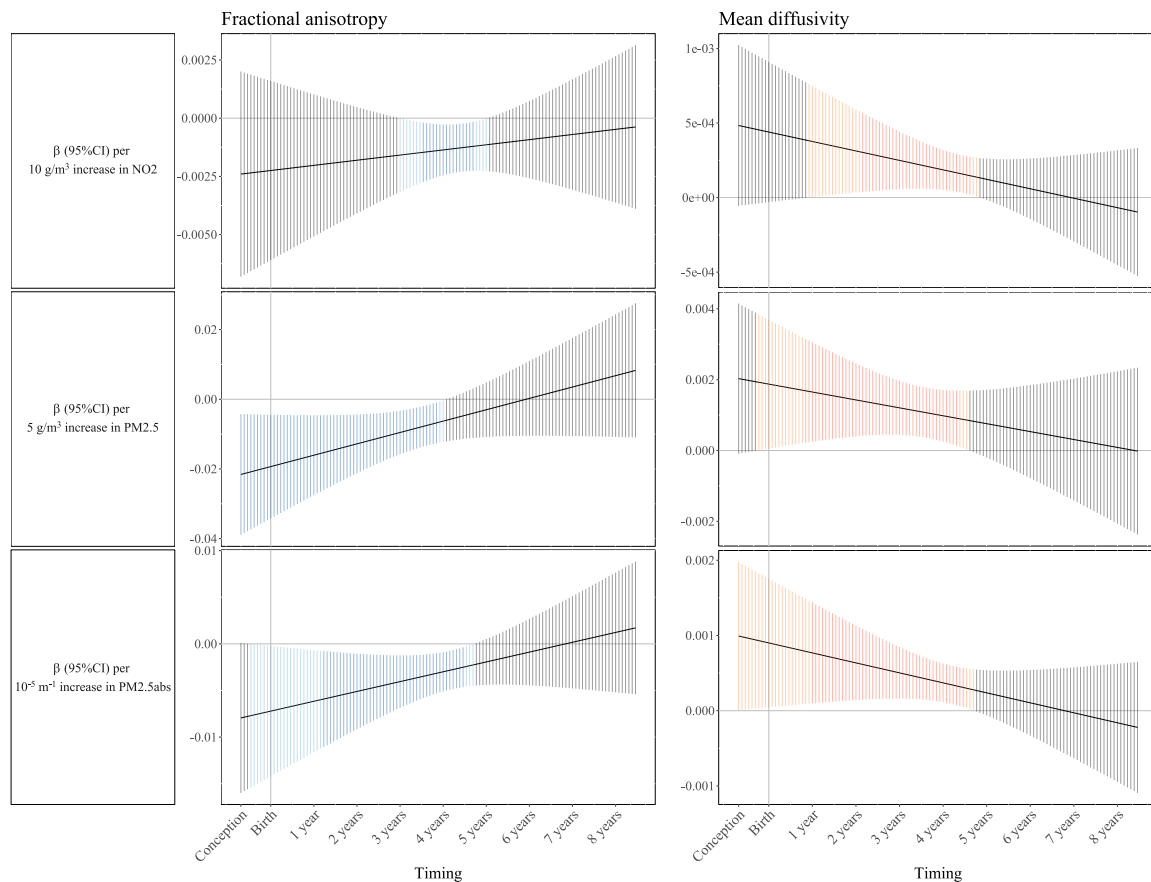 Fractional anisotropy
Mean diffusivity
β (95%CI) per
10 g/m³ increase in NO2
0.0025
0.0000
-0.0025
-0.0050
1e-03
5e-04
0e+00
-5e-04
β (95%CI) per
5 g/m³ increase in PM2.5
0.02
0.00
-0.02
-0.04
0.004
0.002
0.000
-0.002
β (95%CI) per
10⁻⁵ m⁻¹ increase in PM2.5abs
0.01
0.00
-0.01
0.002
0.001
0.000
-0.001
Conception
Birth
1 year
2 years
3 years
4 years
5 years
6 years
7 years
8 years
Timing
Conception
Birth
1 year
2 years
3 years
4 years
5 years
6 years
7 years
8 years
Timing